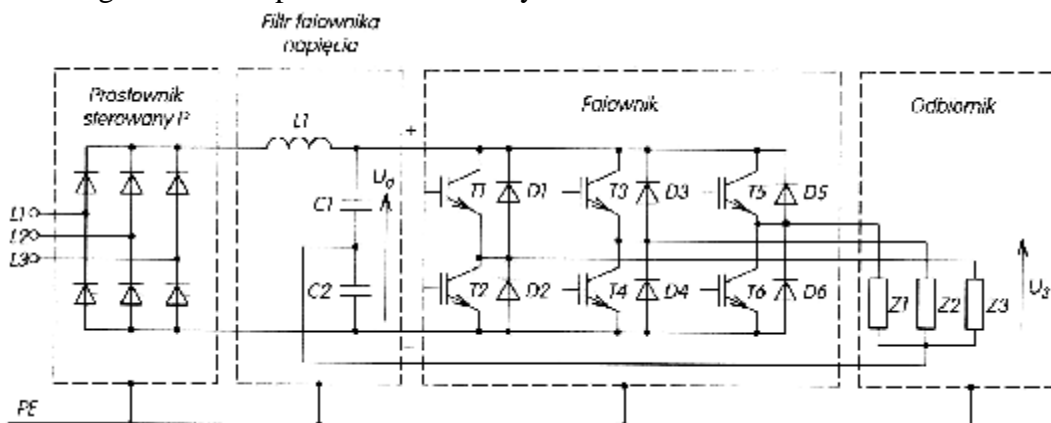 Filtr falownika
napięcia
Prostownik
sterowany P
Falownik
Odbiornik
L1
+
Ud
T1
D1
T3
D3
T5
D5
C1
L1
L2
L3
C2
T2
D2
T4
D4
T6
D6
Z1
Z2
Z3
−
PE